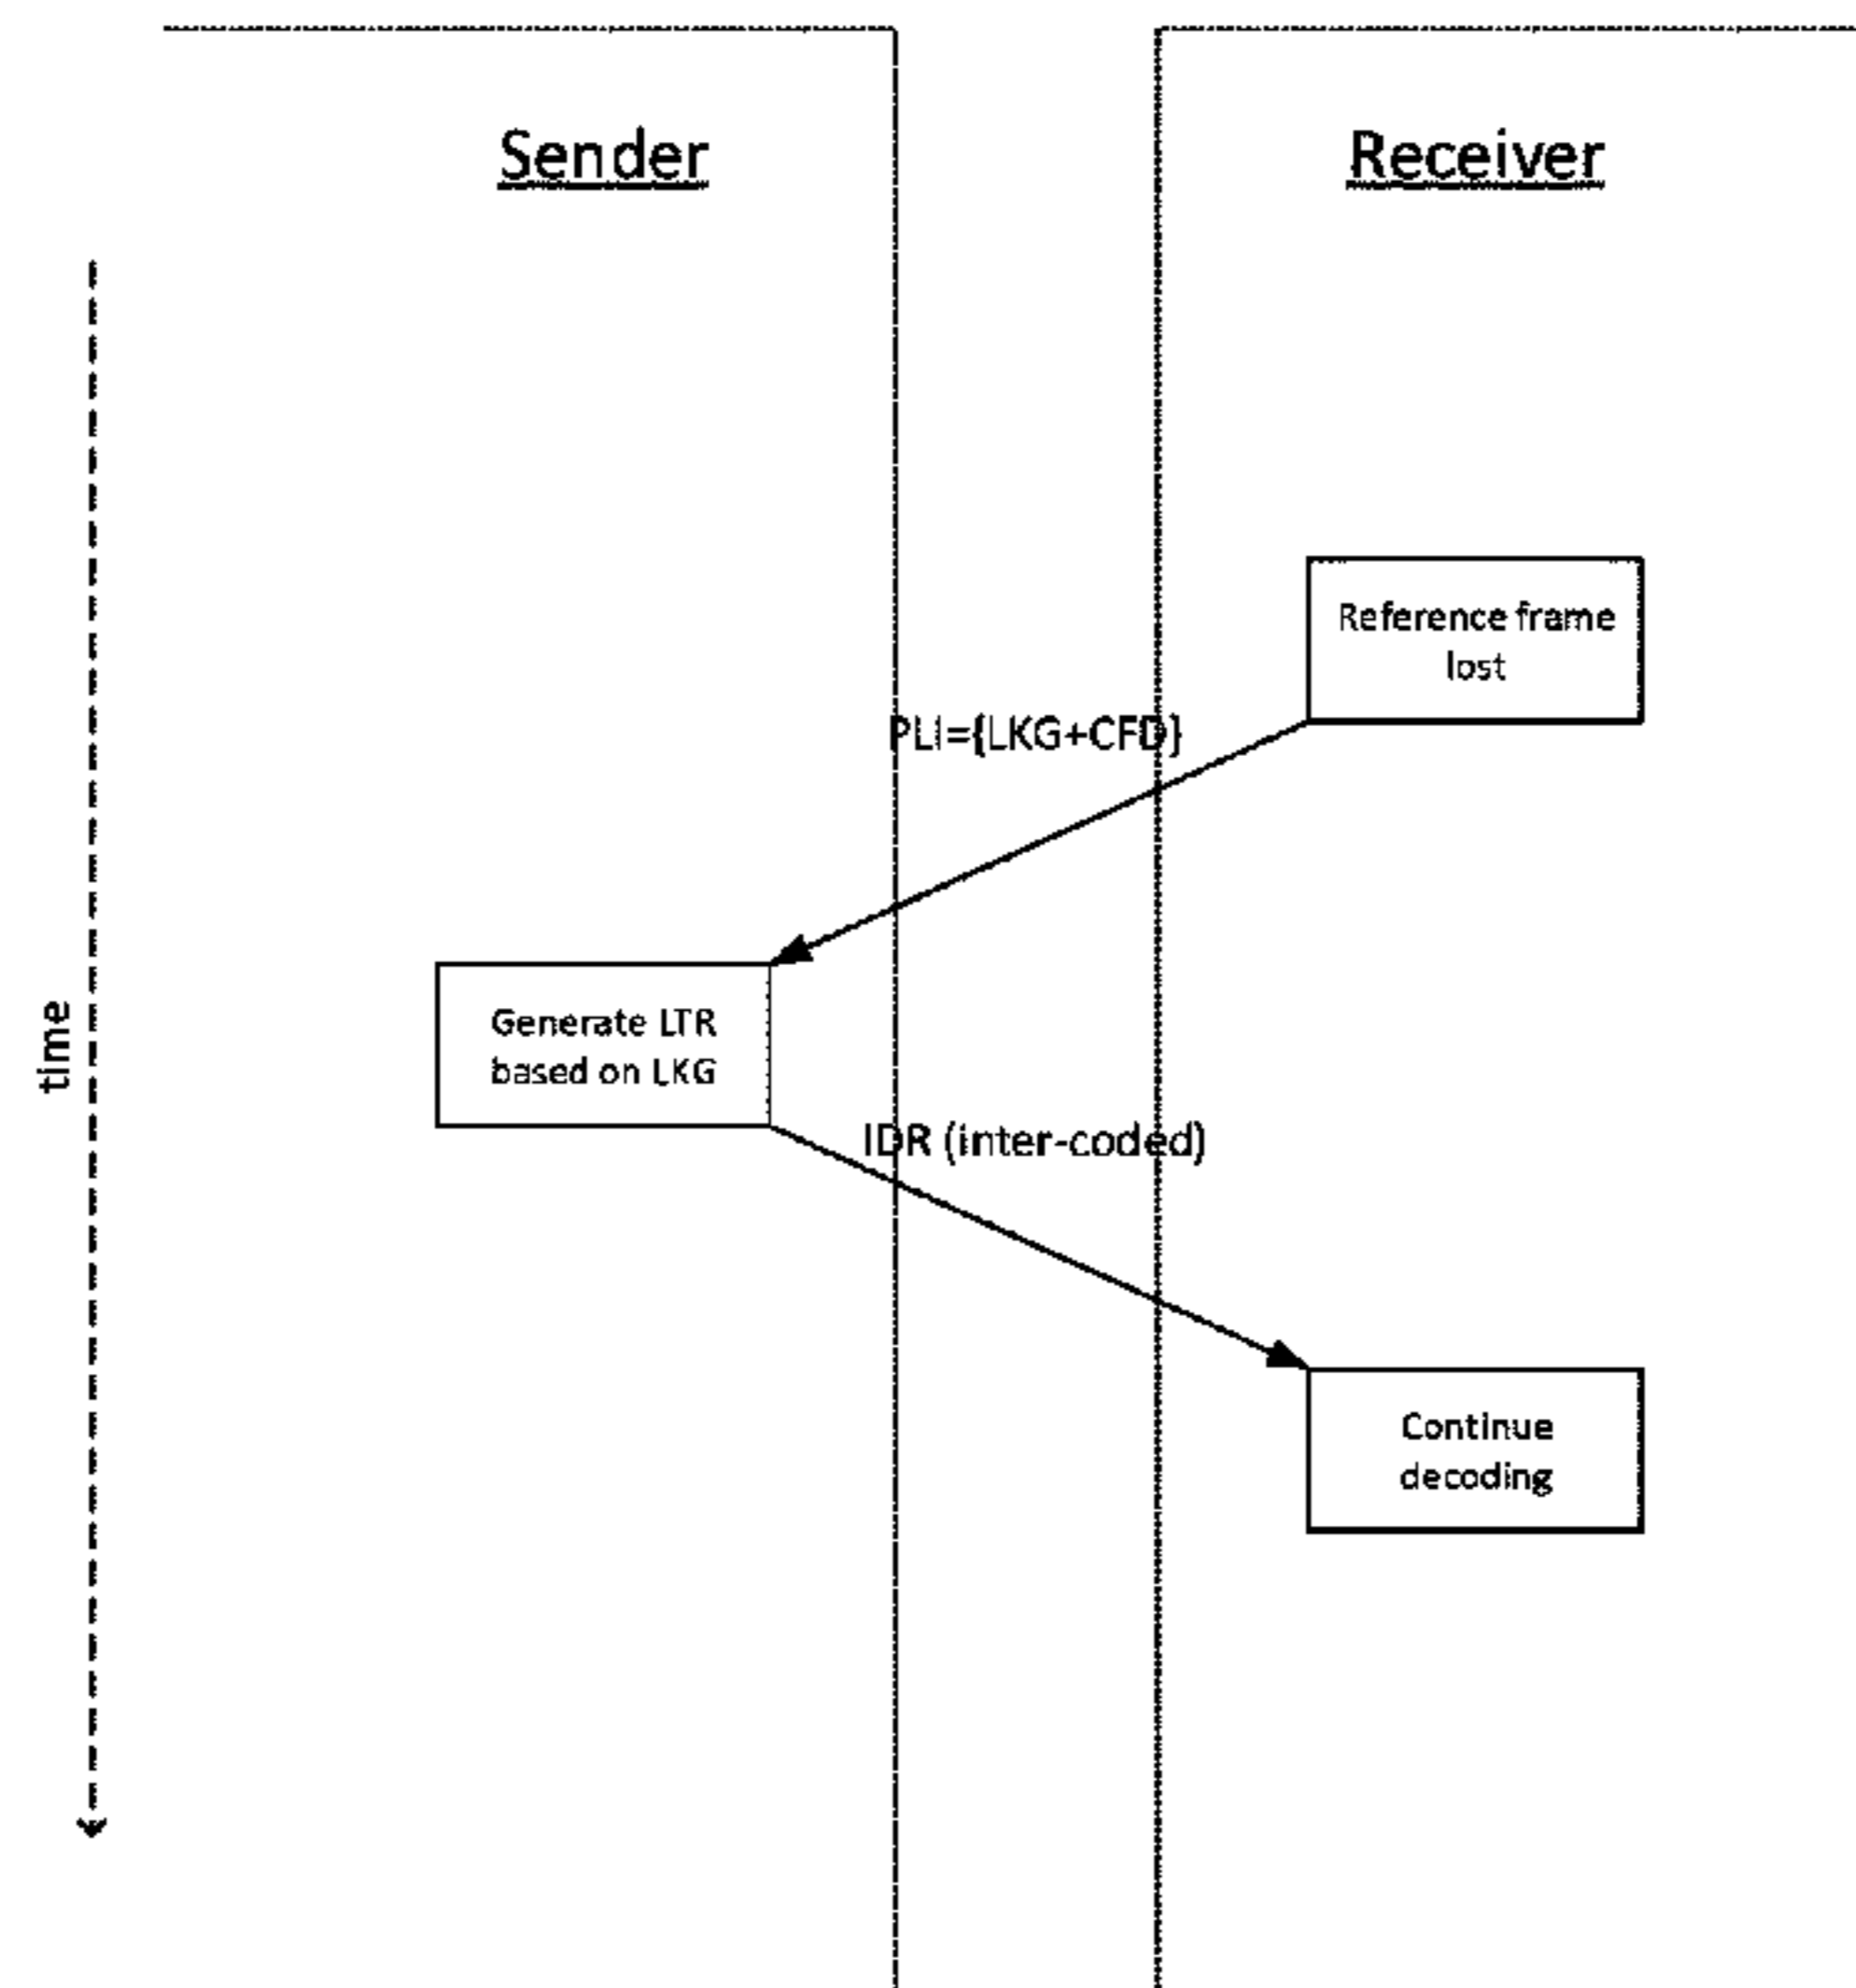 Sender
Receiver
Reference frame
lost
PLI={LKG+CFD}
time
Generate LTR
based on LKG
IDR (inter-coded)
Continue
decoding